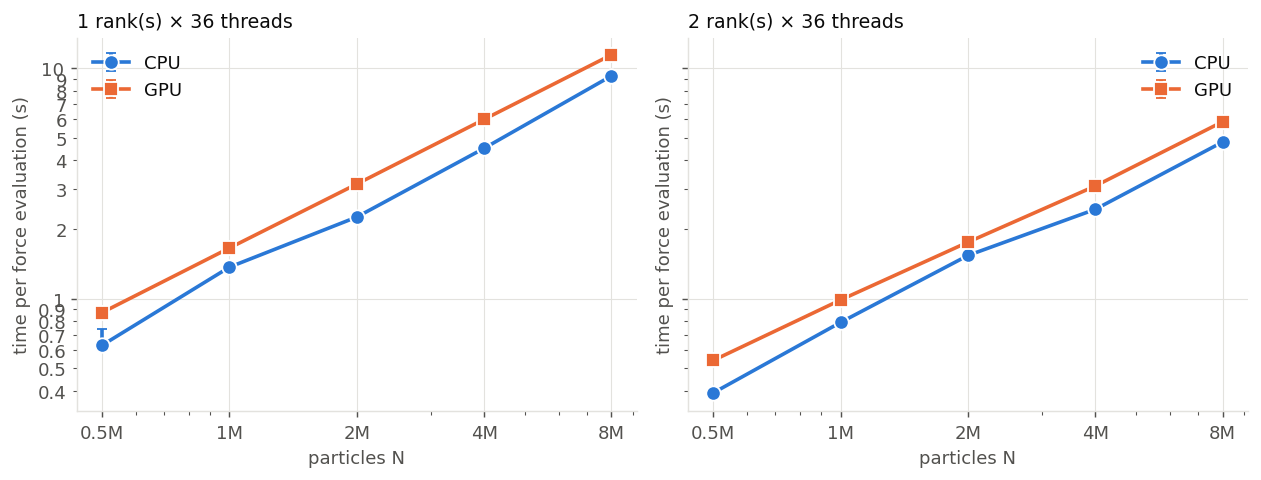 1 rank(s) × 36 threads
CPU
GPU
time per force evaluation (s)
10
9
8
7
6
5
4
3
2
1
0.9
0.8
0.7
0.6
0.5
0.4
0.5M
1M
2M
4M
8M
particles N
2 rank(s) × 36 threads
CPU
GPU
time per force evaluation (s)
0.5M
1M
2M
4M
8M
particles N